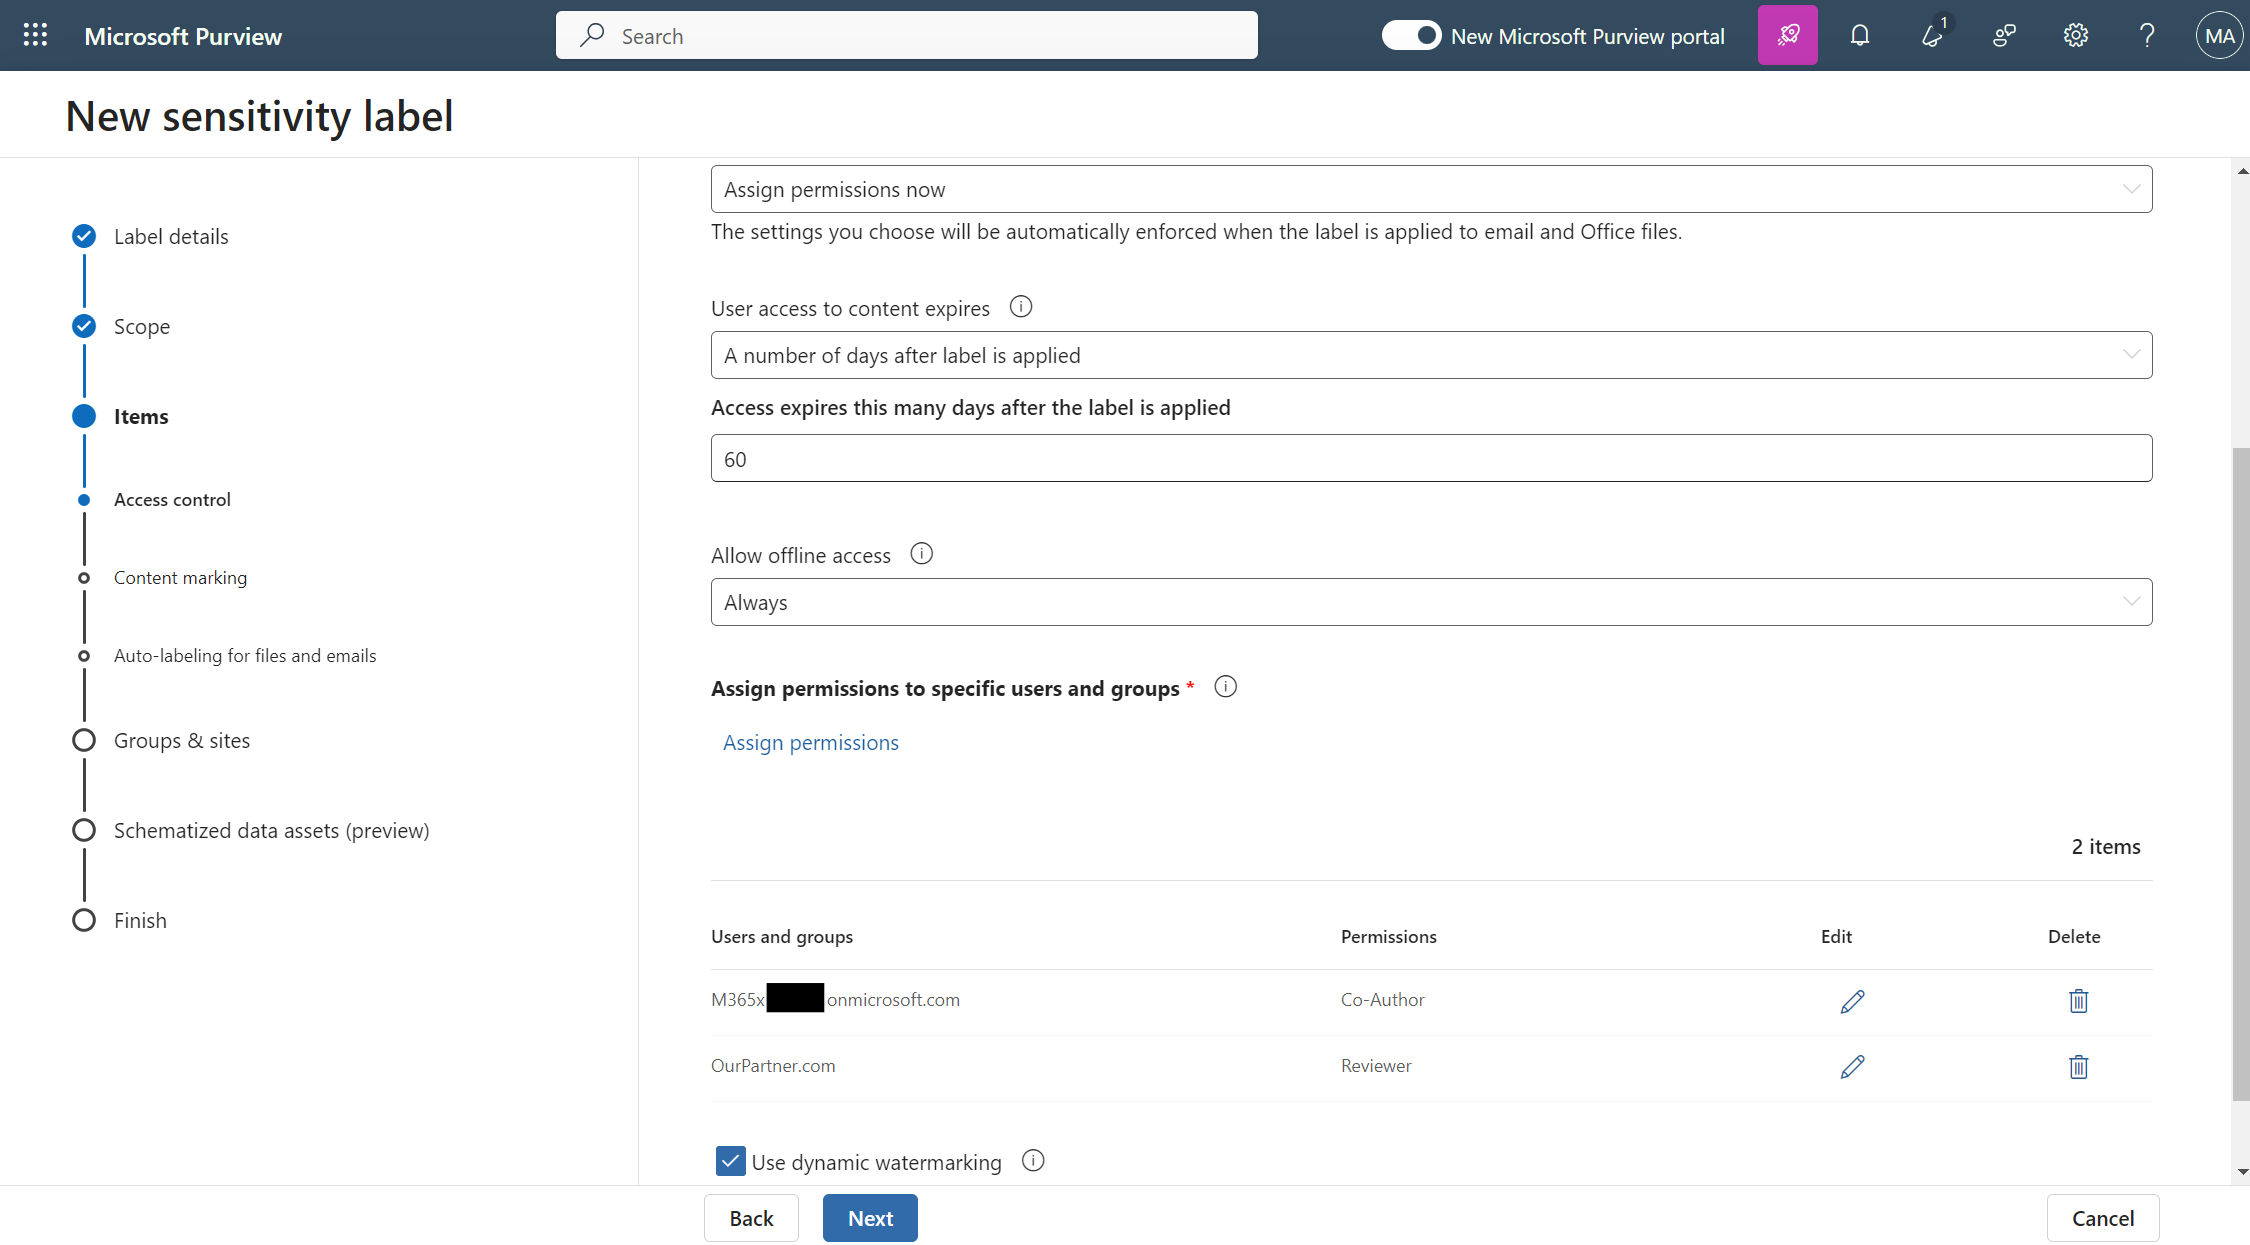 Microsoft Purview
Search
New Microsoft Purview portal
1
MA
New sensitivity label
Label details
Scope
Items
Access control
Content marking
Auto-labeling for files and emails
Groups & sites
Schematized data assets (preview)
Finish
Assign permissions now
The settings you choose will be automatically enforced when the label is applied to email and Office files.
User access to content expires
A number of days after label is applied
Access expires this many days after the label is applied
60
Allow offline access
Always
Assign permissions to specific users and groups *
Assign permissions
2 items
Users and groups Permissions Edit Delete
M365x onmicrosoft.com Co-Author
OurPartner.com Reviewer
Use dynamic watermarking
Back Next Cancel